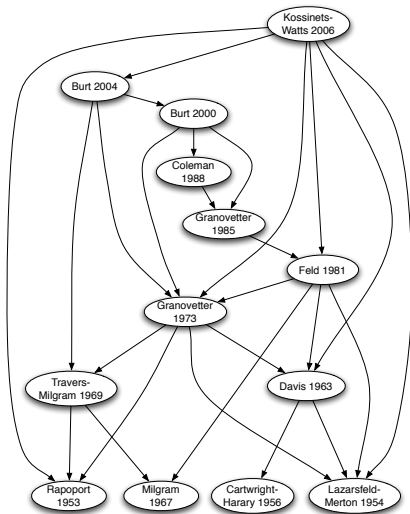 Kossinets-
Watts 2006
Burt 2004
Burt 2000
Coleman
1988
Granovetter
1985
Feld 1981
Granovetter
1973
Travers-
Milgram 1969
Davis 1963
Rapoport
1953
Milgram
1967
Cartwright-
Harary 1956
Lazarsfeld-
Merton 1954